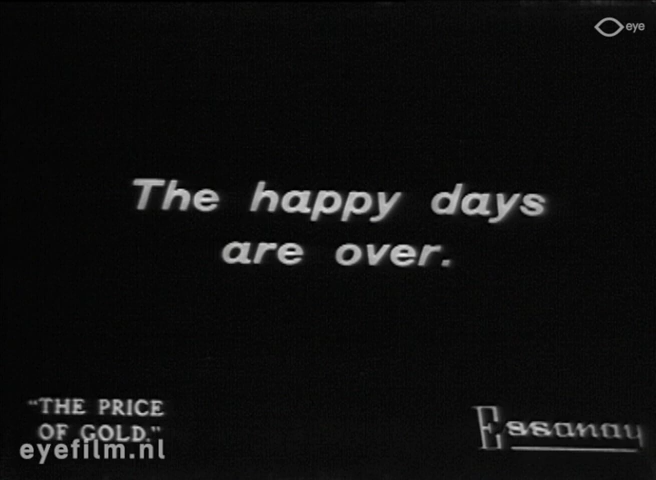 eye
The happy days
are over.
"THE PRICE
OF GOLD."
eyefilm.nl
Essanay